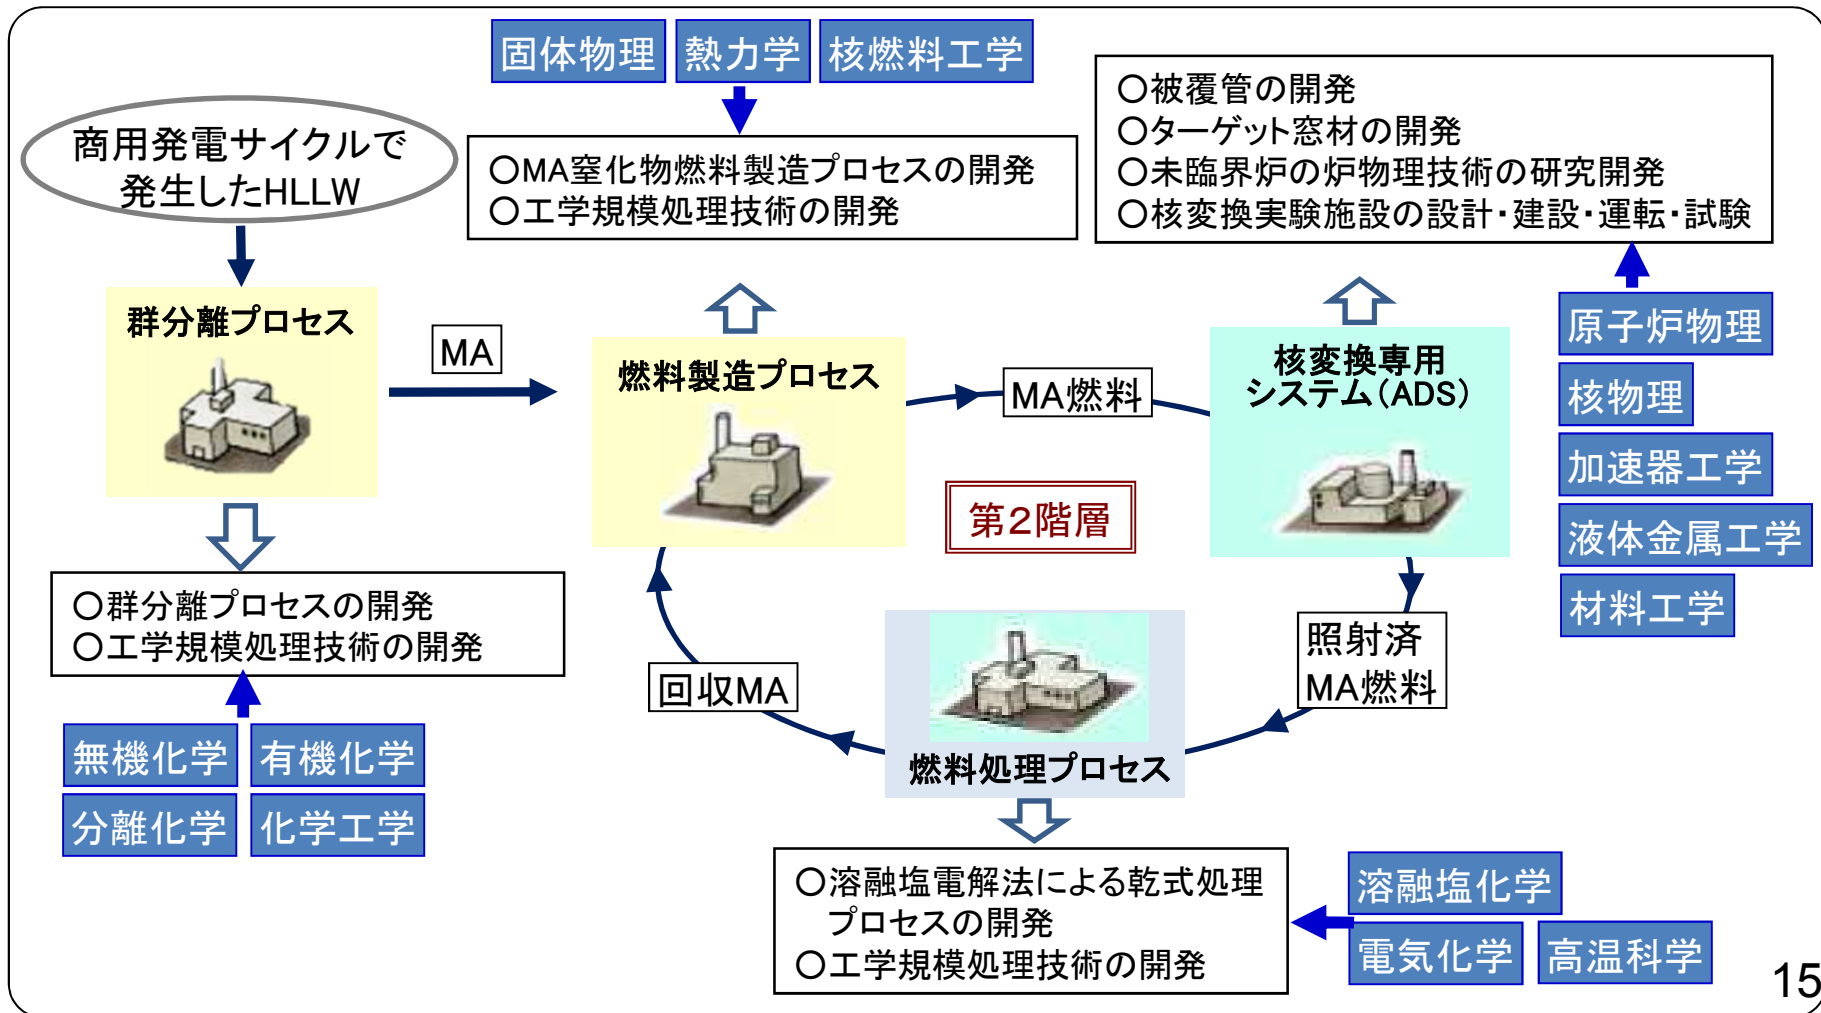 固体物理
熱力学
核燃料工学
商用発電サイクルで
発生したHLLW
○MA窒化物燃料製造プロセスの開発
○工学規模処理技術の開発
○被覆管の開発
○ターゲット窓材の開発
○未臨界炉の炉物理技術の研究開発
○核変換実験施設の設計・建設・運転・試験
群分離プロセス
MA
燃料製造プロセス
MA燃料
核変換専用
システム(ADS)
原子炉物理
核物理
加速器工学
液体金属工学
材料工学
第2階層
○群分離プロセスの開発
○工学規模処理技術の開発
回収MA
照射済
MA燃料
燃料処理プロセス
無機化学
有機化学
分離化学
化学工学
○溶融塩電解法による乾式処理
プロセスの開発
○工学規模処理技術の開発
溶融塩化学
電気化学
高温科学
15